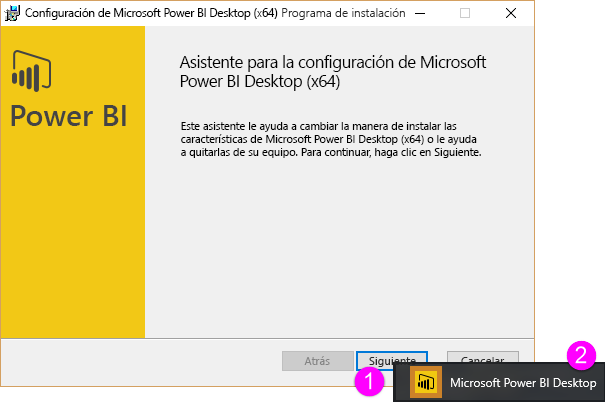 Configuración de Microsoft Power BI Desktop (x64) Programa de instalación
Power BI
Asistente para la configuración de Microsoft
Power BI Desktop (x64)
Este asistente le ayuda a cambiar la manera de instalar las
características de Microsoft Power BI Desktop (x64) o le ayuda
a quitarlas de su equipo. Para continuar, haga clic en Siguiente.
Atrás
Siguiente
Cancelar
1
2
Microsoft Power BI Desktop